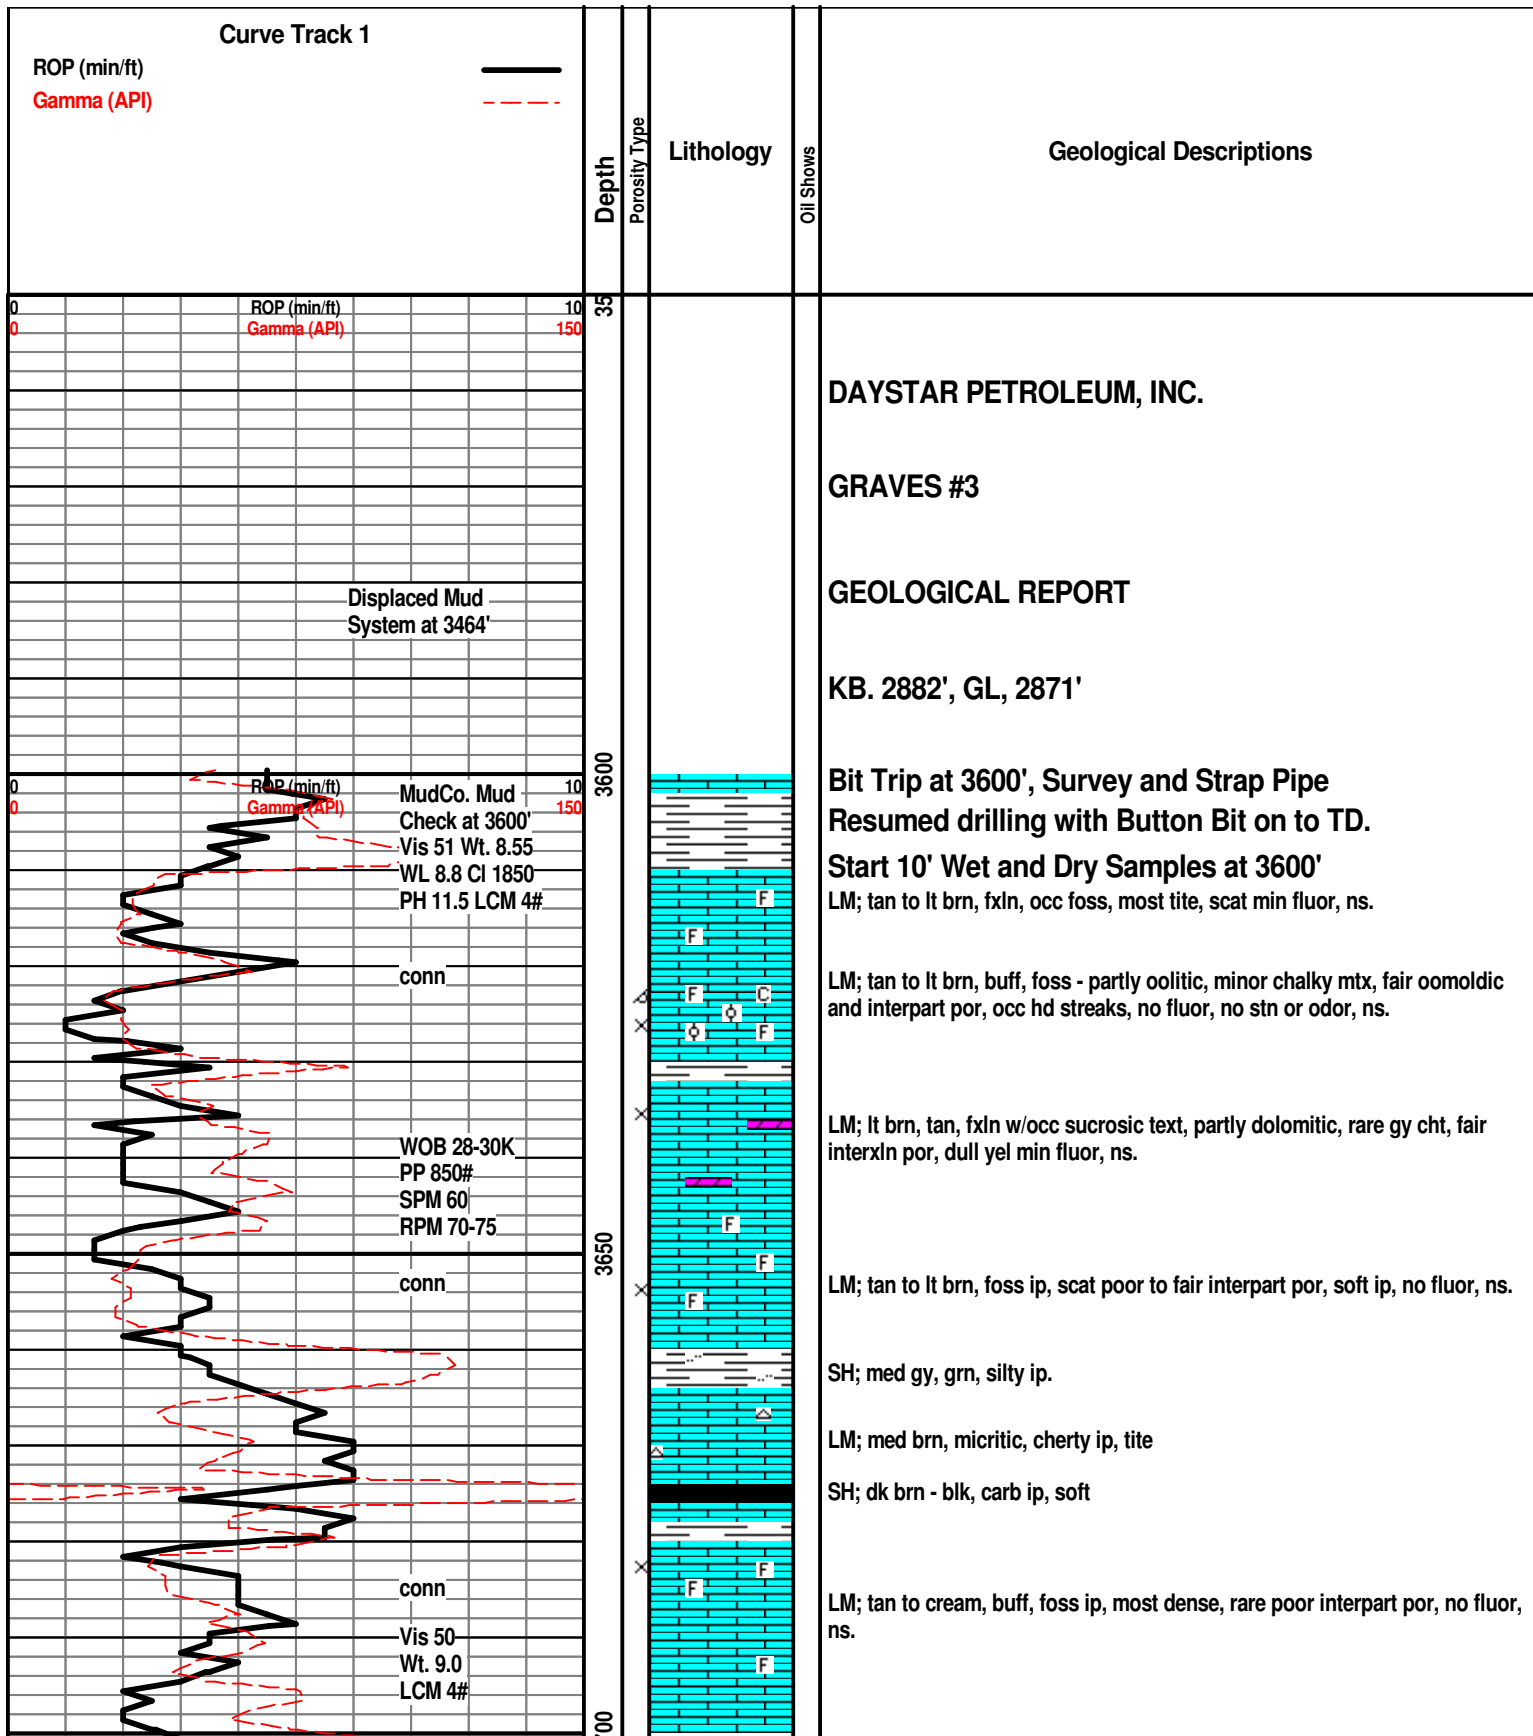 Curve Track 1
ROP (min/ft)
Gamma (API)
Depth
Porosity Type
Lithology
Oil Shows
Geological Descriptions
0 ROP (min/ft) 10
0 Gamma (API) 150
35
DAYSTAR PETROLEUM, INC.
GRAVES #3
Displaced Mud
System at 3464'
GEOLOGICAL REPORT
KB. 2882', GL, 2871'
3600
0 ROP (min/ft) 10
0 Gamma (API) 150
MudCo. Mud
Check at 3600'
Vis 51 Wt. 8.55
WL 8.8 Cl 1850
PH 11.5 LCM 4#
Bit Trip at 3600', Survey and Strap Pipe
Resumed drilling with Button Bit on to TD.
Start 10' Wet and Dry Samples at 3600'
LM; tan to lt brn, fxln, occ foss, most tite, scat min fluor, ns.
F
F
conn
LM; tan to lt brn, buff, foss - partly oolitic, minor chalky mtx, fair oomoldic
and interpart por, occ hd streaks, no fluor, no stn or odor, ns.
F C
F
LM; lt brn, tan, fxln w/occ sucrosic text, partly dolomitic, rare gy cht, fair
interxln por, dull yel min fluor, ns.
WOB 28-30K
PP 850#
SPM 60
RPM 70-75
F
3650
conn
F
F
LM; tan to lt brn, foss ip, scat poor to fair interpart por, soft ip, no fluor, ns.
SH; med gy, grn, silty ip.
LM; med brn, micritic, cherty ip, tite
SH; dk brn - blk, carb ip, soft
conn
F
F
LM; tan to cream, buff, foss ip, most dense, rare poor interpart por, no fluor,
ns.
Vis 50
Wt. 9.0
LCM 4#
F
00